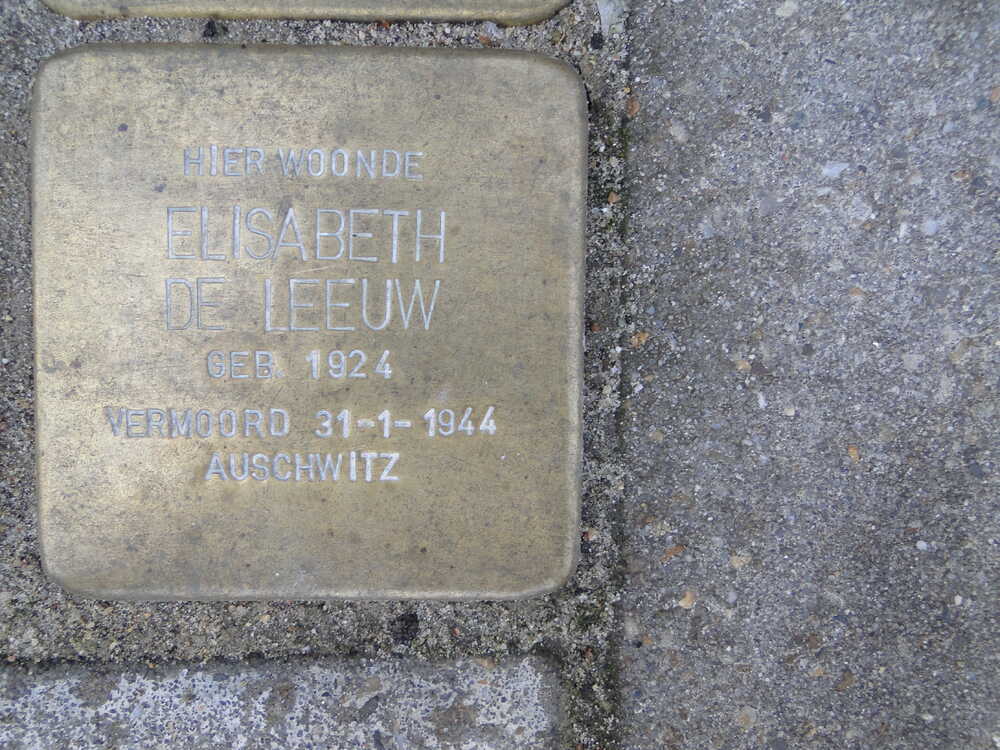 HIER WOONDE
ELISABETH
DE LEEUW
GEB. 1924
VERMOORD 31-1-1944
AUSCHWITZ